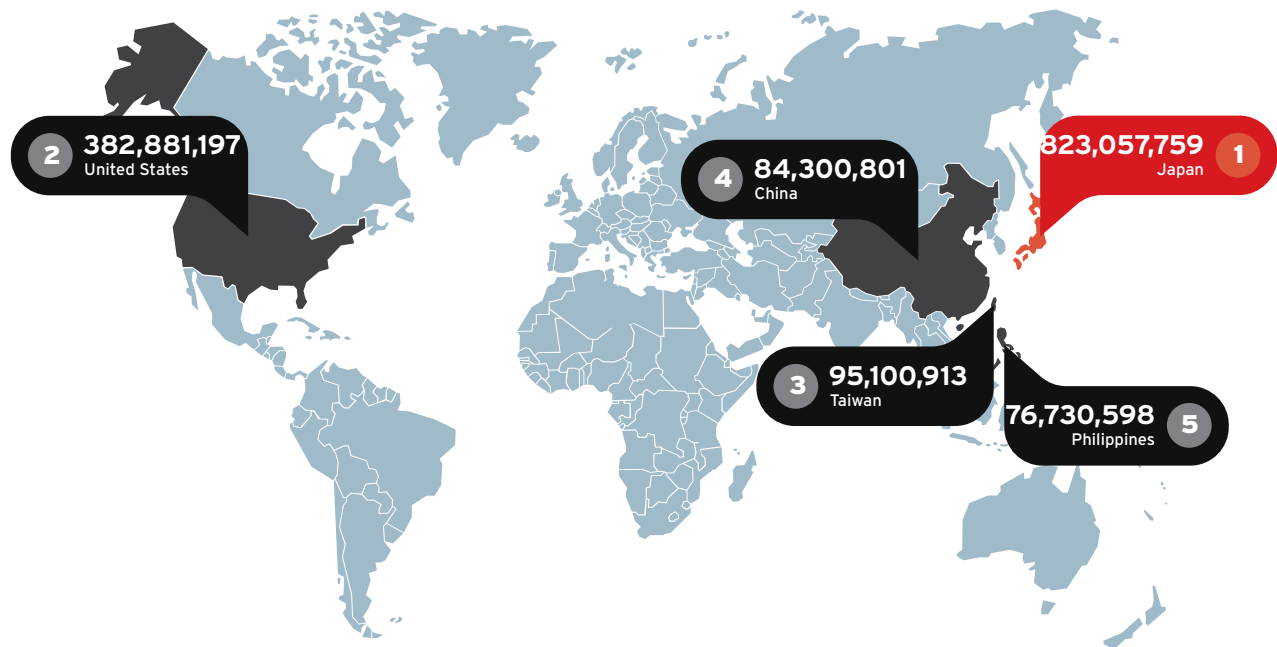 2
382,881,197
United States
4
84,300,801
China
823,057,759
1
Japan
3
95,100,913
Taiwan
76,730,598
5
Philippines